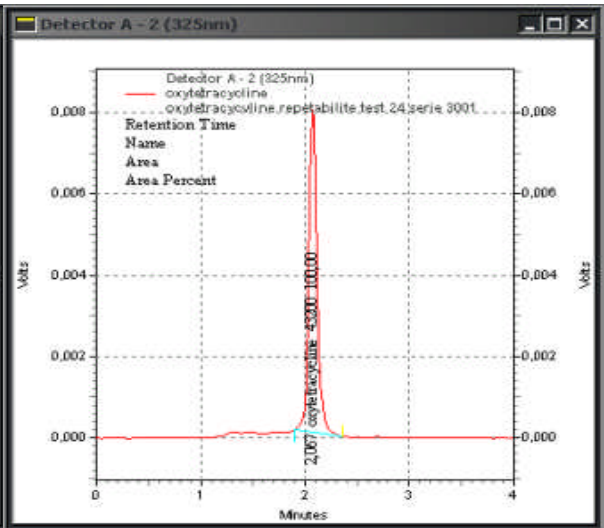 Detector A - 2 (325nm)
Detector A - 2 (325nm)
oxytetracycline
oxytetracycvline repetabilite test 24 serie 3001
Retention Time
Name
Area
Area Percent
0,008
0,006
0,004
0,002
0,000
Volts
2,067 oxytetracycline 43800 100,00
0,008
0,006
0,004
0,002
0,000
Volts
0
1
2
3
4
Minutes